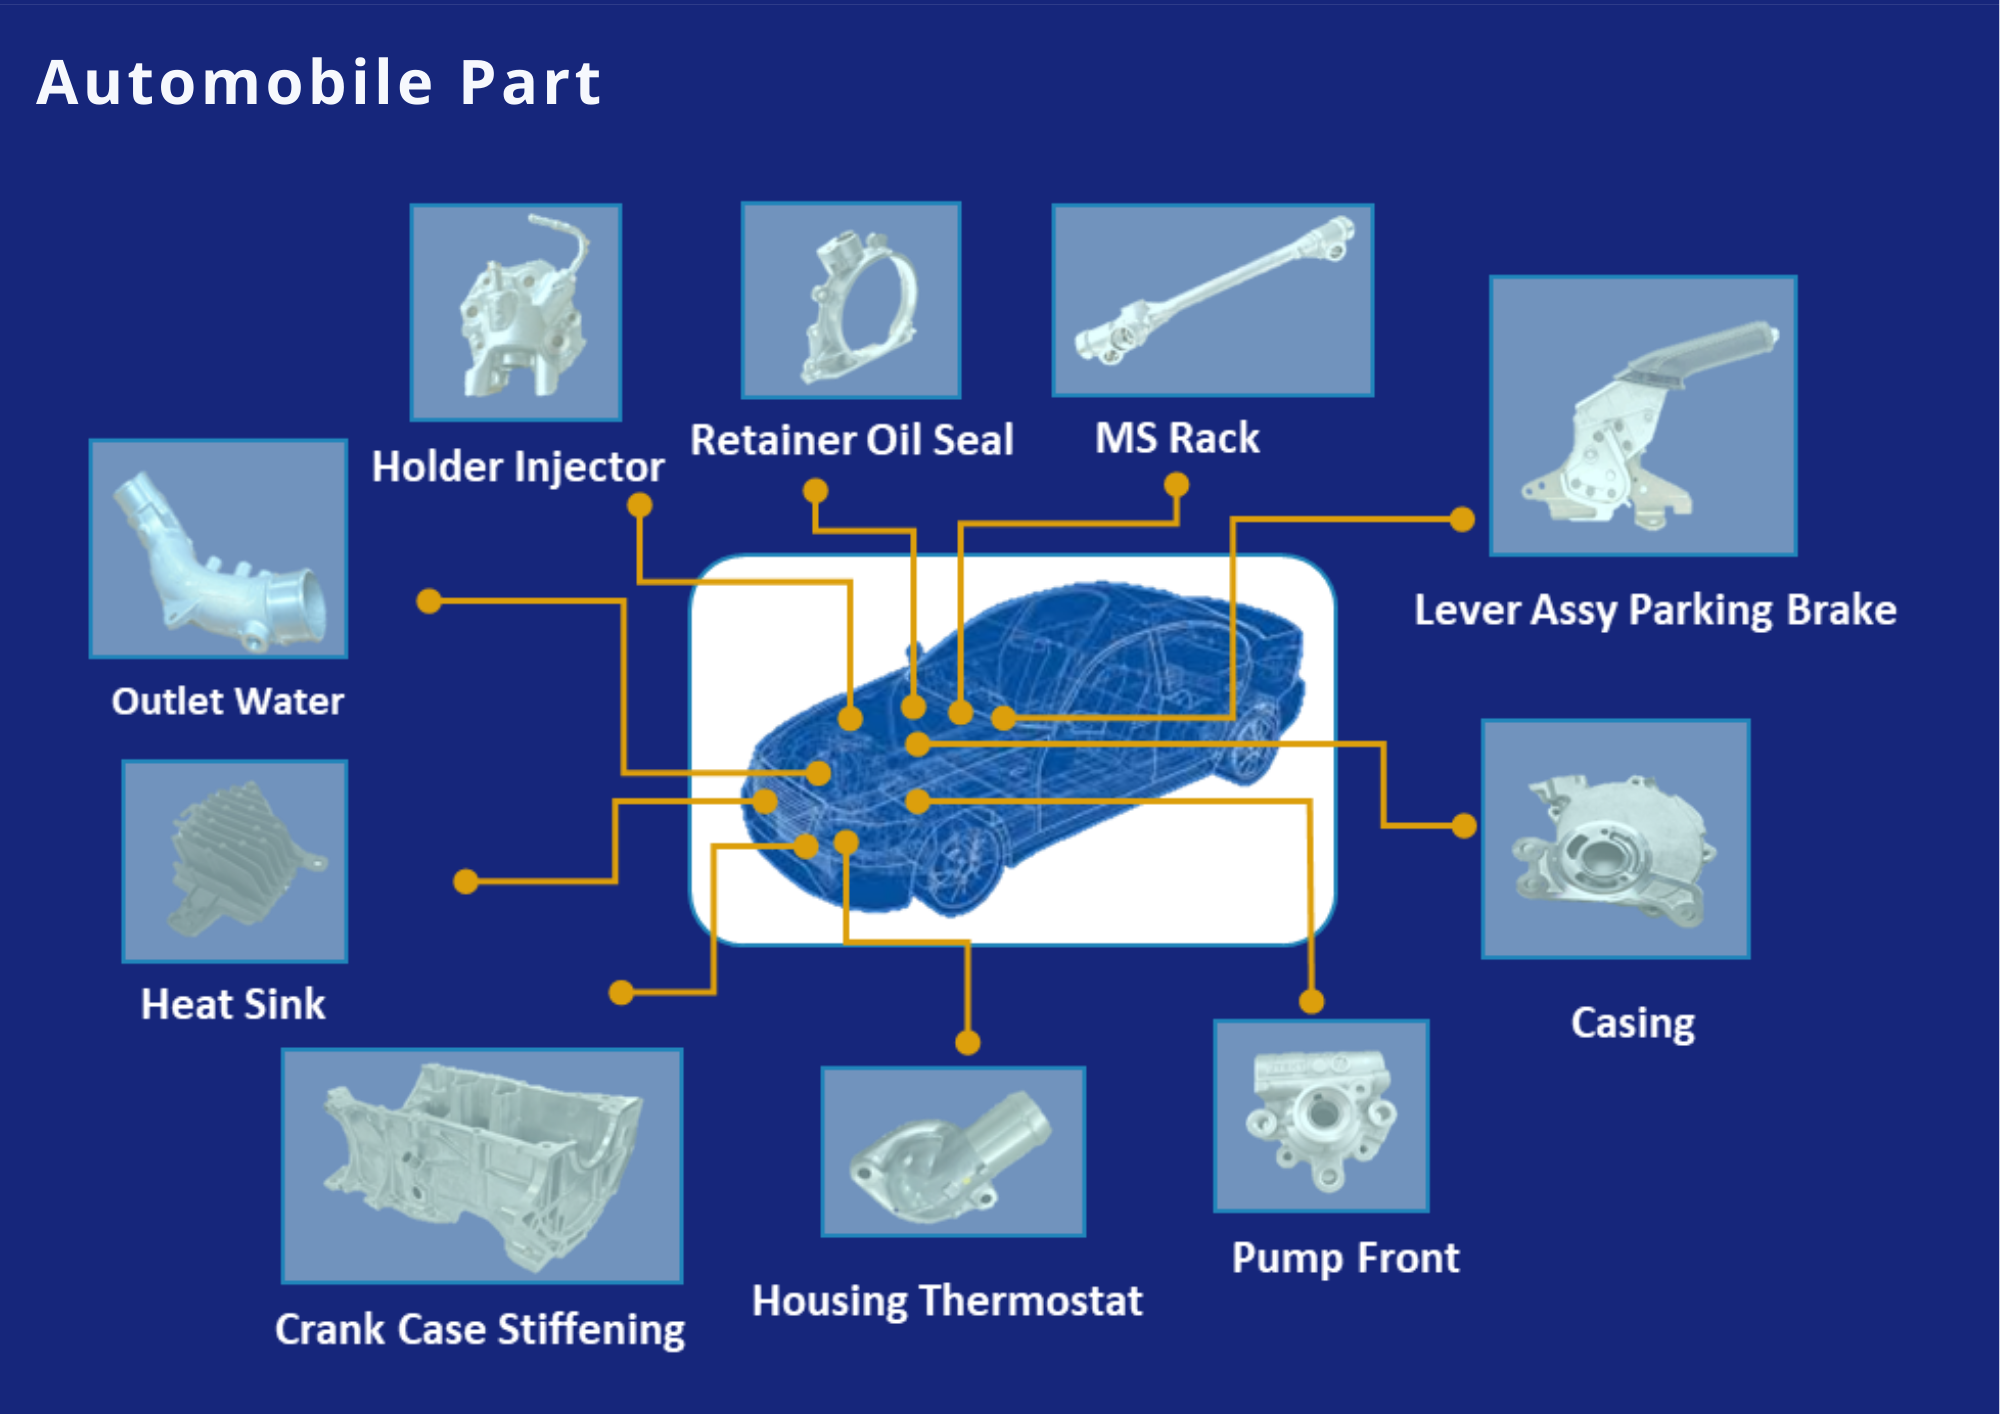 Automobile Part
Holder Injector
Retainer Oil Seal
MS Rack
Lever Assy Parking Brake
Outlet Water
Heat Sink
Casing
Crank Case Stiffening
Housing Thermostat
Pump Front